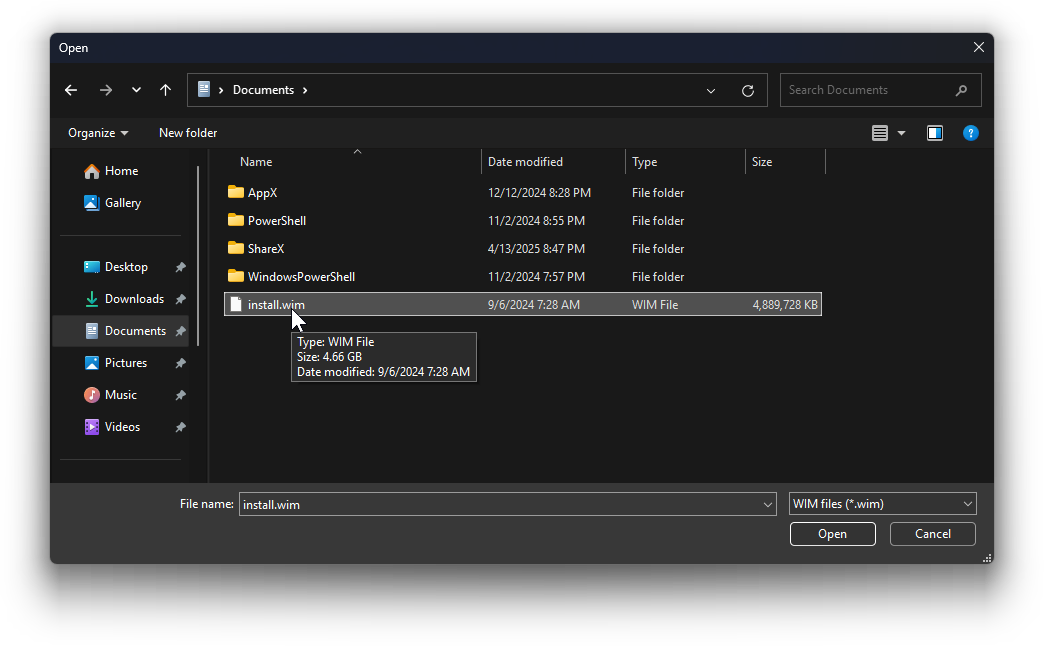 Open
Documents
Search Documents
Organize New folder
Name Date modified Type Size
Home
Gallery
Desktop
Downloads
Documents
Pictures
Music
Videos
AppX 12/12/2024 8:28 PM File folder
PowerShell 11/2/2024 8:55 PM File folder
ShareX 4/13/2025 8:47 PM File folder
WindowsPowerShell 11/2/2024 7:57 PM File folder
install.wim 9/6/2024 7:28 AM WIM File 4,889,728 KB
Type: WIM File
Size: 4.66 GB
Date modified: 9/6/2024 7:28 AM
File name: install.wim WIM files (*.wim)
Open Cancel